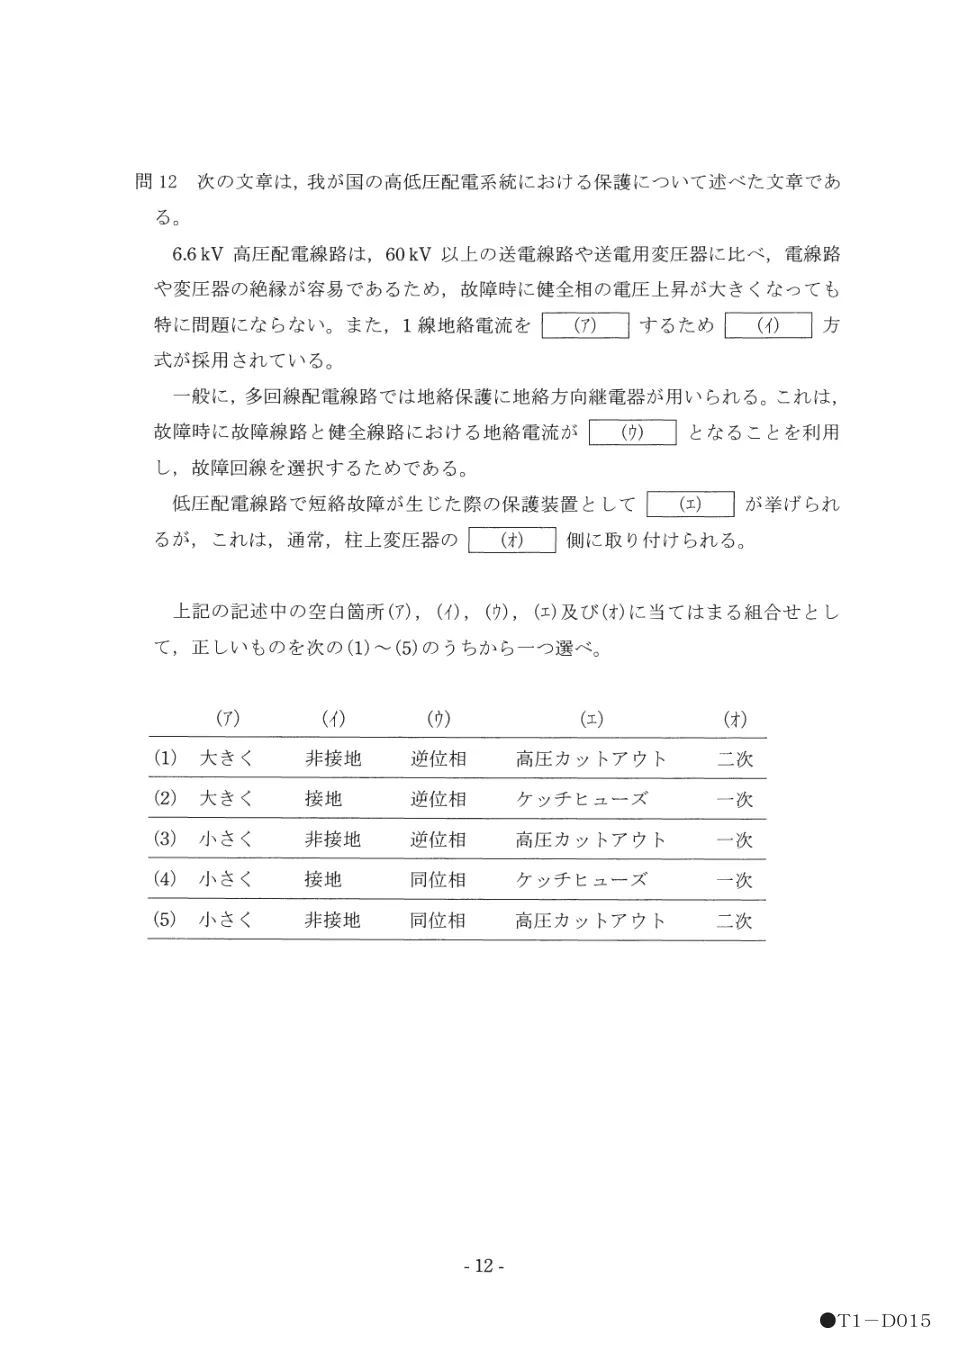 問12　次の文章は，我が国の高低圧配電系統における保護について述べた文章であ
る。
6.6 kV 高圧配電線路は，60 kV 以上の送電線路や送電用変圧器に比べ，電線路
や変圧器の絶縁が容易であるため，故障時に健全相の電圧上昇が大きくなっても
特に問題にならない。また，1 線地絡電流を (ア) するため (イ) 方
式が採用されている。
一般に，多回線配電線路では地絡保護に地絡方向継電器が用いられる。これは，
故障時に故障線路と健全線路における地絡電流が (ウ) となることを利用
し，故障回線を選択するためである。
低圧配電線路で短絡故障が生じた際の保護装置として (エ) が挙げられ
るが，これは，通常，柱上変圧器の (オ) 側に取り付けられる。
上記の記述中の空白箇所(ア)，(イ)，(ウ)，(エ)及び(オ)に当てはまる組合せとし
て，正しいものを次の(1)～(5)のうちから一つ選べ。
(ア) (イ) (ウ) (エ) (オ)
(1) 大きく 非接地 逆位相 高圧カットアウト 二次
(2) 大きく 接地 逆位相 ケッチヒューズ 一次
(3) 小さく 非接地 逆位相 高圧カットアウト 一次
(4) 小さく 接地 同位相 ケッチヒューズ 一次
(5) 小さく 非接地 同位相 高圧カットアウト 二次
- 12 -
●T1－D015